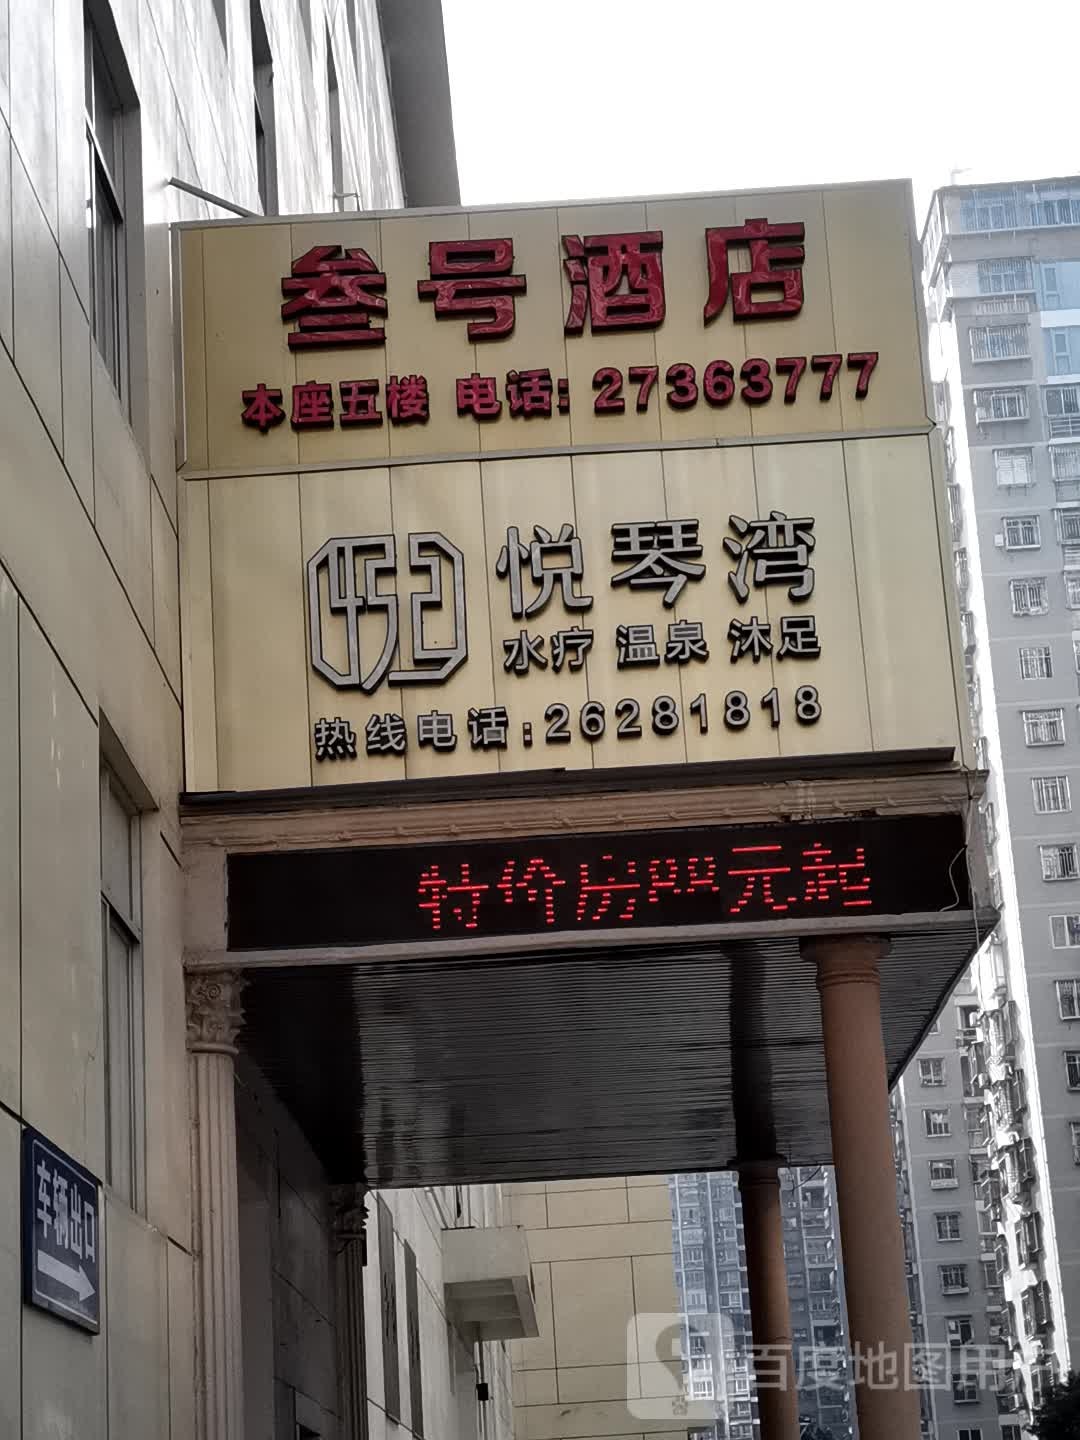 叁号酒店
本座五楼 电话: 27363777
悦琴湾
水疗 温泉 沐足
热线电话:26281818
特价房 元起
车辆出口
百度地图用